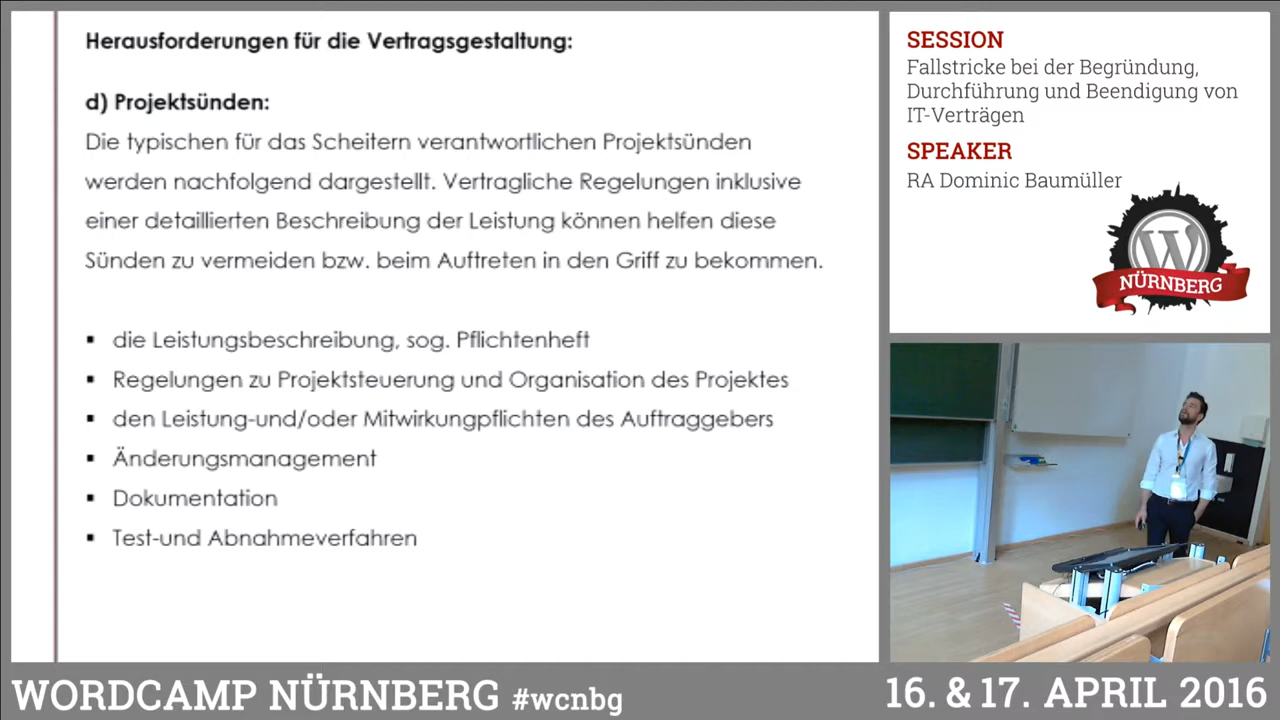 Herausforderungen für die Vertragsgestaltung:
d) Projektsünden:
Die typischen für das Scheitern verantwortlichen Projektsünden
werden nachfolgend dargestellt. Vertragliche Regelungen inklusive
einer detaillierten Beschreibung der Leistung können helfen diese
Sünden zu vermeiden bzw. beim Auftreten in den Griff zu bekommen.
▪ die Leistungsbeschreibung, sog. Pflichtenheft
▪ Regelungen zu Projektsteuerung und Organisation des Projektes
▪ den Leistung-und/oder Mitwirkungpflichten des Auftraggebers
▪ Änderungsmanagement
▪ Dokumentation
▪ Test-und Abnahmeverfahren
SESSION
Fallstricke bei der Begründung,
Durchführung und Beendigung von
IT-Verträgen
SPEAKER
RA Dominic Baumüller
W
NÜRNBERG
WORDCAMP NÜRNBERG #wcnbg
16. & 17. APRIL 2016